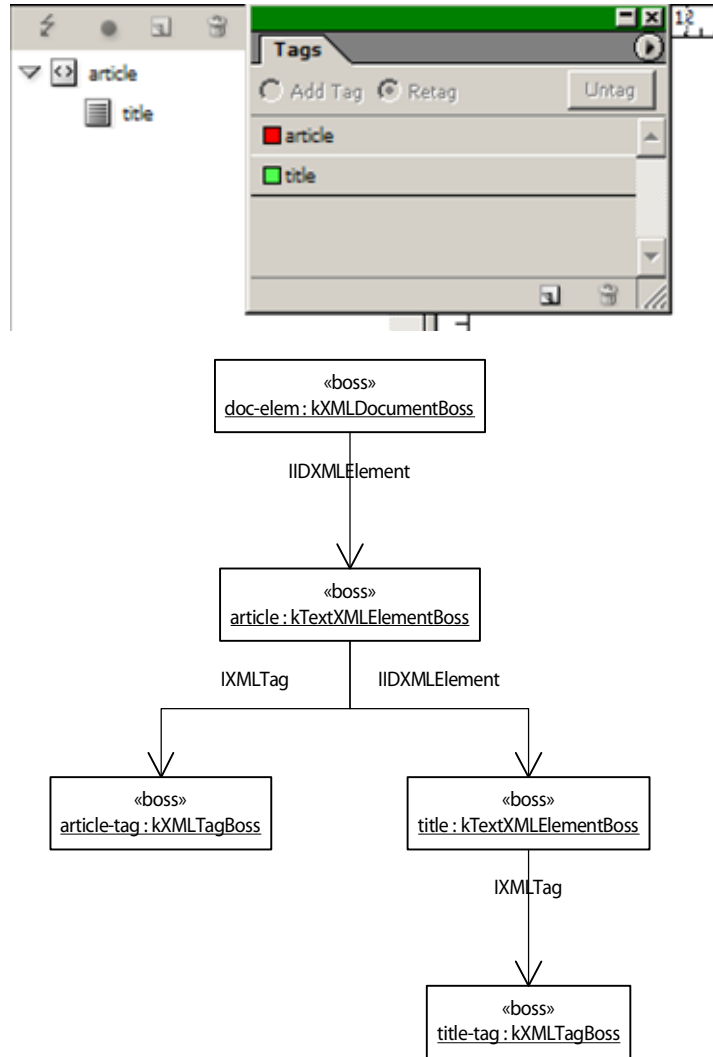 12
Tags
Add Tag Retag Untag
article
title
article
title
«boss»
doc-elem : kXMLDocumentBoss
IIDXMLElement
«boss»
article : kTextXMLElementBoss
IXMLTag IIDXMLElement
«boss»
article-tag : kXMLTagBoss
«boss»
title : kTextXMLElementBoss
IXMLTag
«boss»
title-tag : kXMLTagBoss